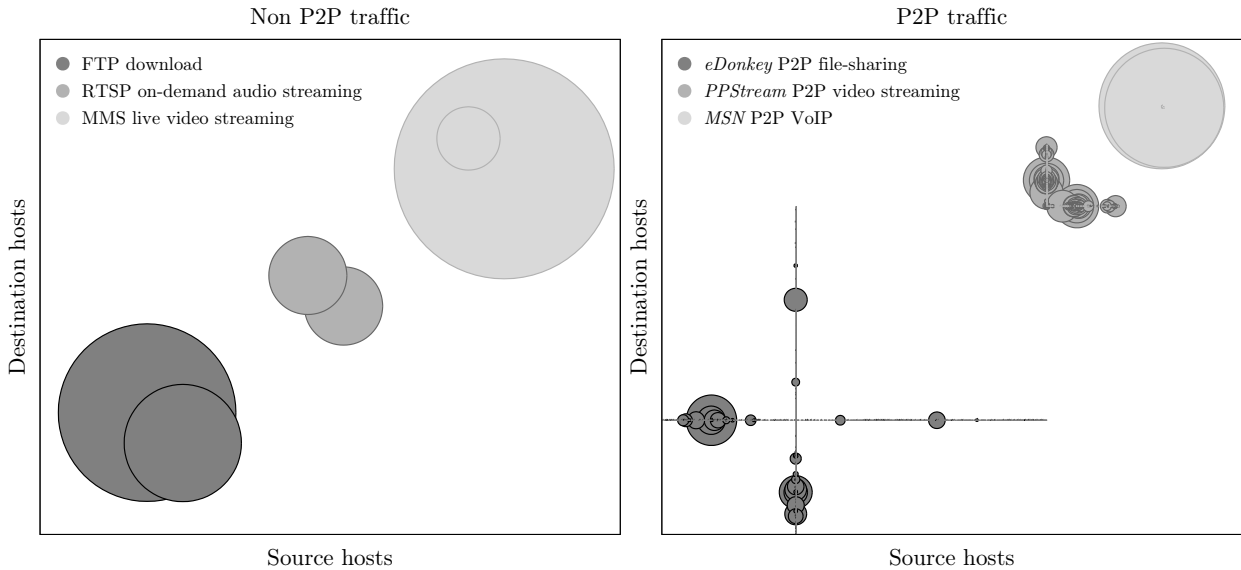 Non P2P traffic
FTP download
RTSP on-demand audio streaming
MMS live video streaming
Destination hosts
Source hosts
P2P traffic
eDonkey P2P file-sharing
PPStream P2P video streaming
MSN P2P VoIP
Destination hosts
Source hosts